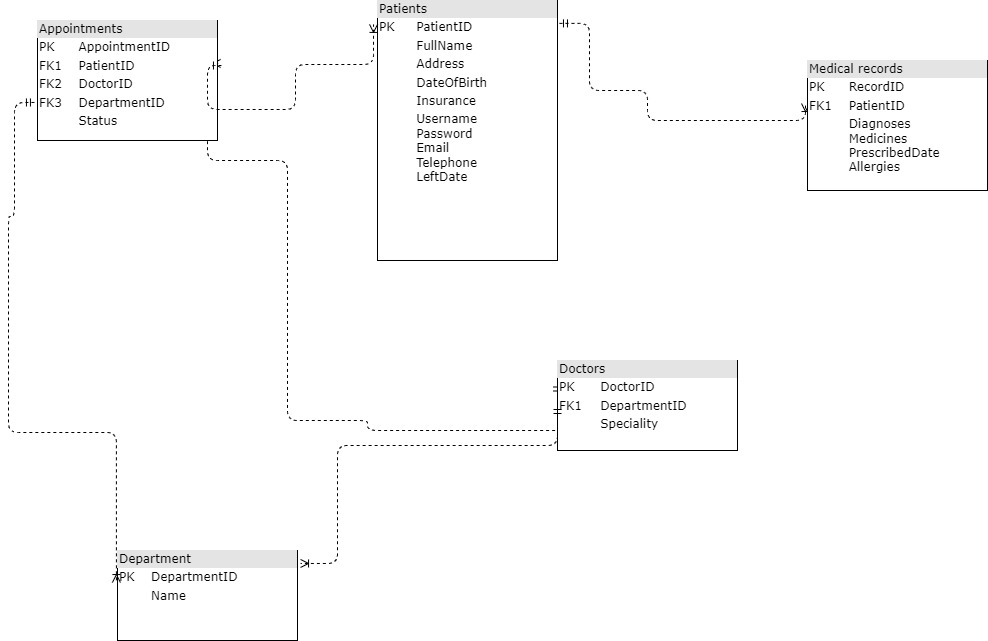 Appointments
PK AppointmentID
FK1 PatientID
FK2 DoctorID
FK3 DepartmentID
Status
Patients
PK PatientID
FullName
Address
DateOfBirth
Insurance
Username
Password
Email
Telephone
LeftDate
Medical records
PK RecordID
FK1 PatientID
Diagnoses
Medicines
PrescribedDate
Allergies
Doctors
PK DoctorID
FK1 DepartmentID
Speciality
Department
PK DepartmentID
Name